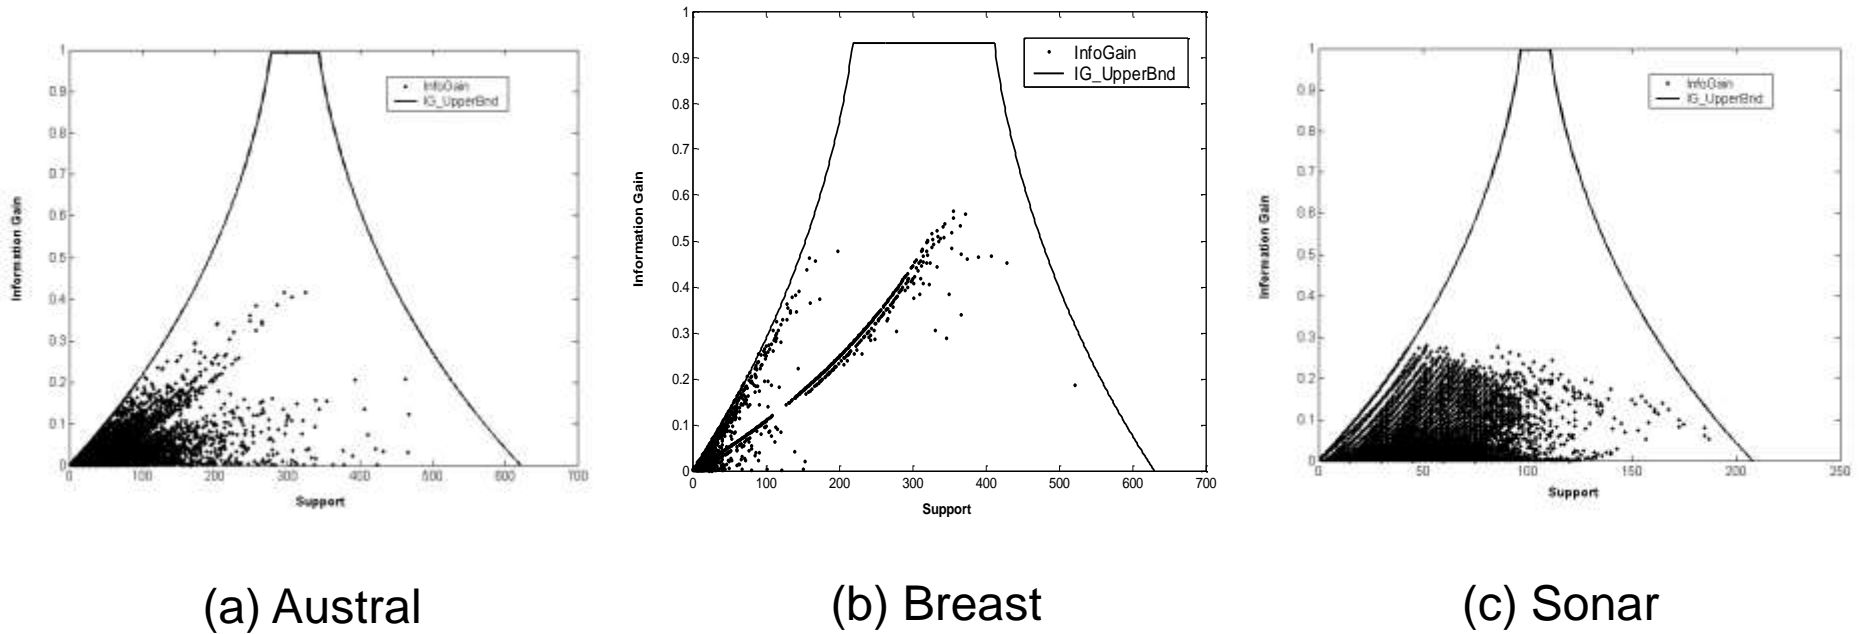 1
0.9
0.8
0.7
0.6
0.5
0.4
0.3
0.2
0.1
0
0 100 200 300 400 500 600 700
Information Gain
Support
InfoGain
IG_UpperBnd
(a) Austral
1
0.9
0.8
0.7
0.6
0.5
0.4
0.3
0.2
0.1
0
0 100 200 300 400 500 600 700
Information Gain
Support
InfoGain
IG_UpperBnd
(b) Breast
1
0.9
0.8
0.7
0.6
0.5
0.4
0.3
0.2
0.1
0
0 50 100 150 200 250
Information Gain
Support
InfoGain
IG_UpperBnd
(c) Sonar